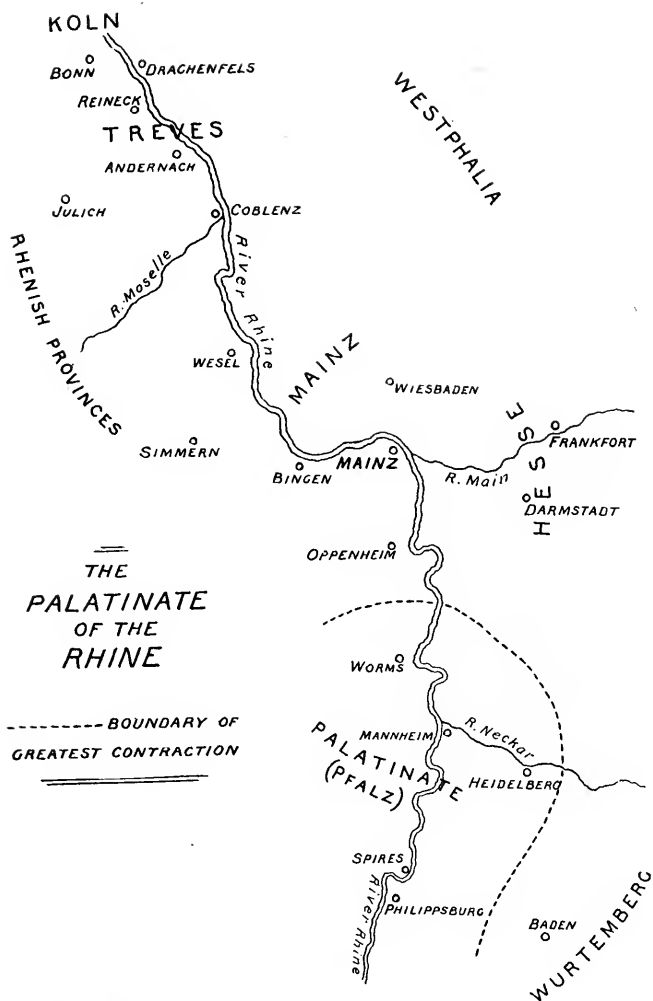 KOLN
BONN
DRACHENFELS
REINECK
TREVES
ANDERNACH
WESTPHALIA
JULICH
COBLENZ
RHENISH PROVINCES
R. Moselle
River Rhine
WESEL
MAINZ
WIESBADEN
HESSE
FRANKFORT
SIMMERN
BINGEN
MAINZ
R. Main
DARMSTADT
OPPENHEIM
THE
PALATINATE
OF THE
RHINE
BOUNDARY OF
GREATEST CONTRACTION
WORMS
MANNHEIM
R. Neckar
PALATINATE
(PFALZ)
HEIDELBERG
SPIRES
River Rhine
PHILIPPSBURG
BADEN
WURTEMBERG